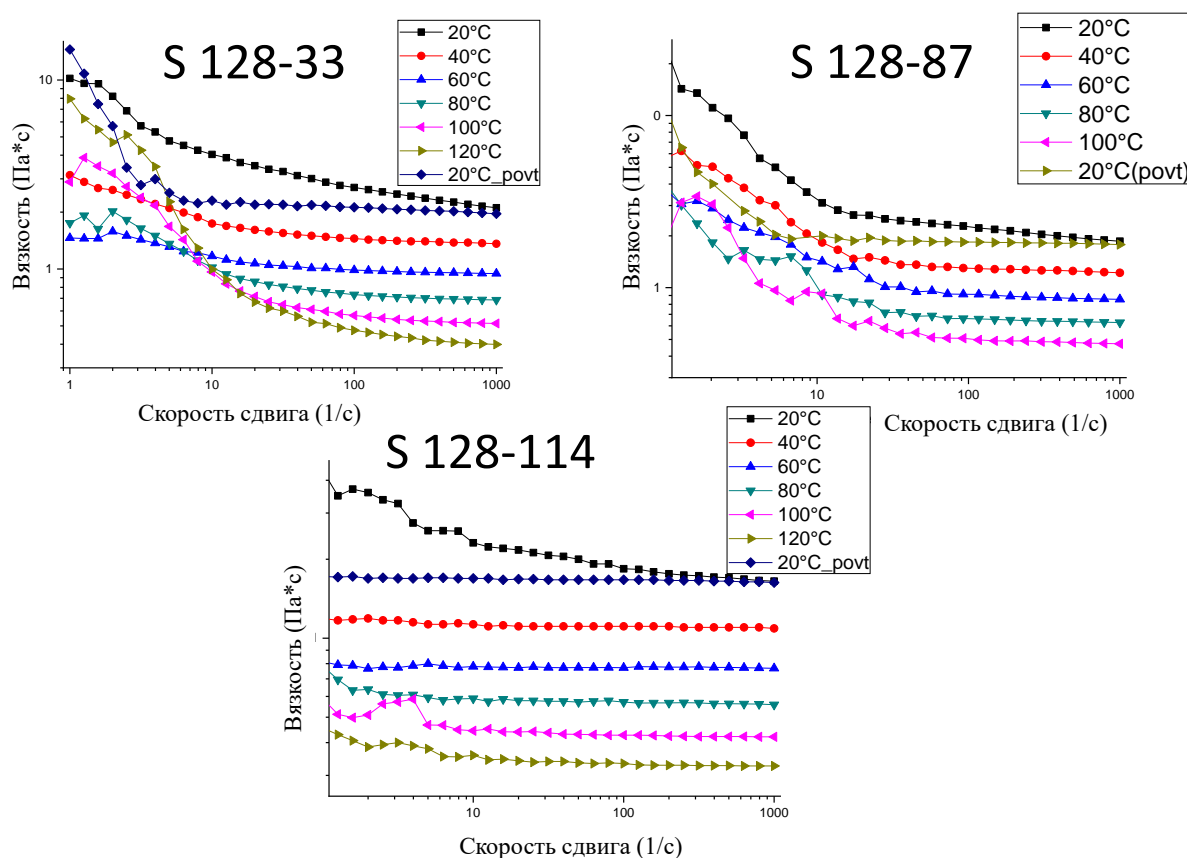 S 128-33
20°C
40°C
60°C
80°C
100°C
120°C
20°C_povt
Вязкость (Па*с)
10
1
1
10
100
1000
Скорость сдвига (1/с)
S 128-87
20°C
40°C
60°C
80°C
100°C
20°C(povt)
Вязкость (Па*с)
0
1
10
100
1000
Скорость сдвига (1/с)
S 128-114
20°C
40°C
60°C
80°C
100°C
120°C
20°C_povt
Вязкость (Па*с)
10
100
1000
Скорость сдвига (1/с)